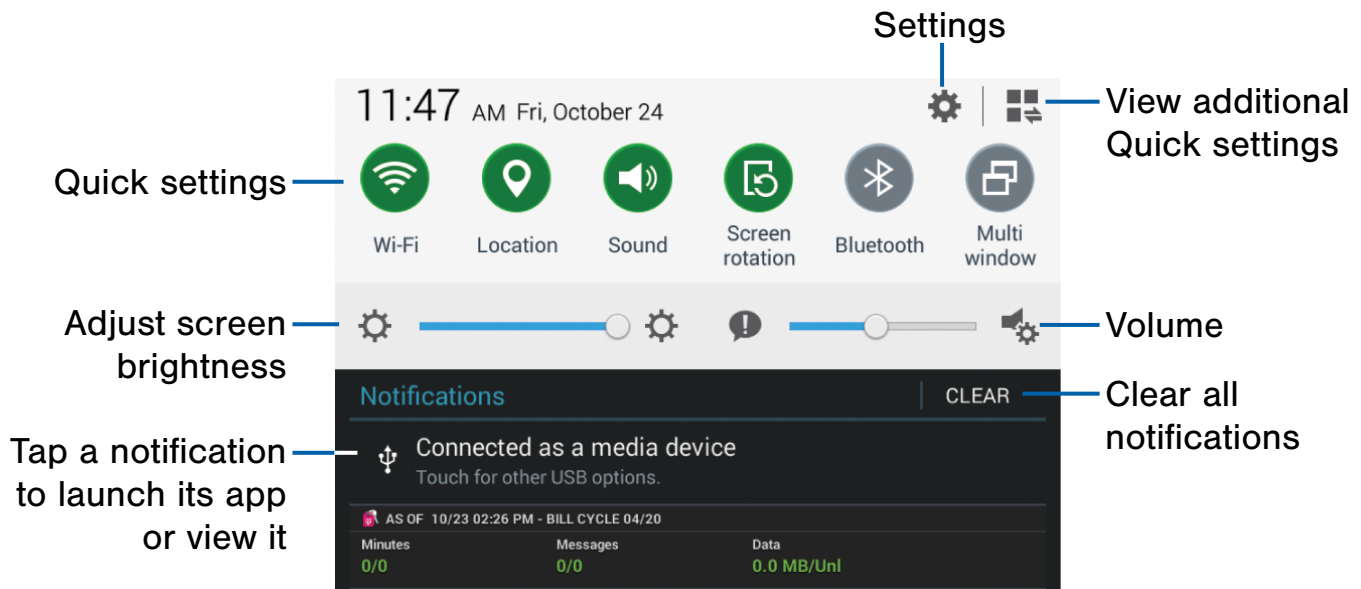 Settings
11:47 AM Fri, October 24
View additional
Quick settings
Quick settings
Wi-Fi
Location
Sound
Screen
rotation
Bluetooth
Multi
window
Adjust screen
brightness
Volume
Notifications
CLEAR
Clear all
notifications
Tap a notification
to launch its app
or view it
Connected as a media device
Touch for other USB options.
AS OF 10/23 02:26 PM - BILL CYCLE 04/20
Minutes Messages Data
0/0 0/0 0.0 MB/Unl